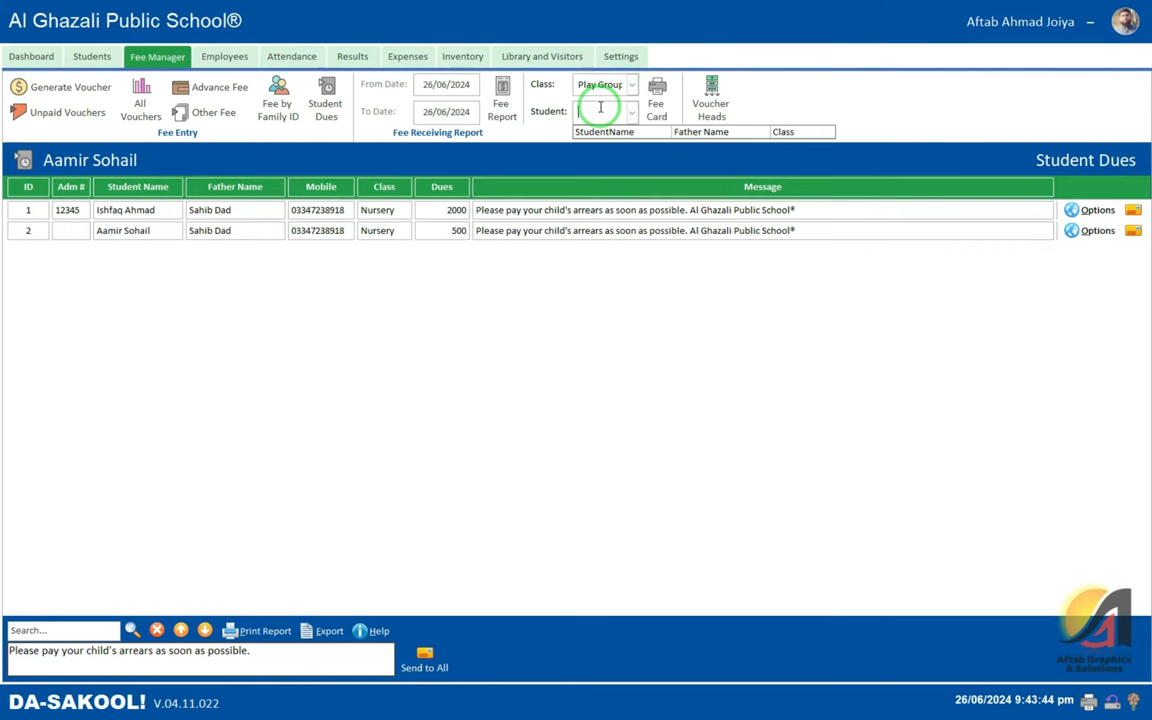 Al Ghazali Public School®
Aftab Ahmad Joiya
Dashboard Students Fee Manager Employees Attendance Results Expenses Inventory Library and Visitors Settings
Generate Voucher
Unpaid Vouchers
All Vouchers
Advance Fee
Other Fee
Fee by Family ID
Student Dues
Fee Entry
From Date: 26/06/2024
To Date: 26/06/2024
Fee Report
Fee Receiving Report
Class: Play Group
Student:
Fee Card
Voucher Heads
StudentName Father Name Class
Aamir Sohail
Student Dues
ID Adm # Student Name Father Name Mobile Class Dues Message
1 12345 Ishfaq Ahmad Sahib Dad 03347238918 Nursery 2000 Please pay your child's arrears as soon as possible. Al Ghazali Public School® Options
2 Aamir Sohail Sahib Dad 03347238918 Nursery 500 Please pay your child's arrears as soon as possible. Al Ghazali Public School® Options
Search... Print Report Export Help
Please pay your child's arrears as soon as possible.
Send to All
Aftab Graphics
& Solutions
DA-SAKOOL! V.04.11.022
26/06/2024 9:43:44 pm